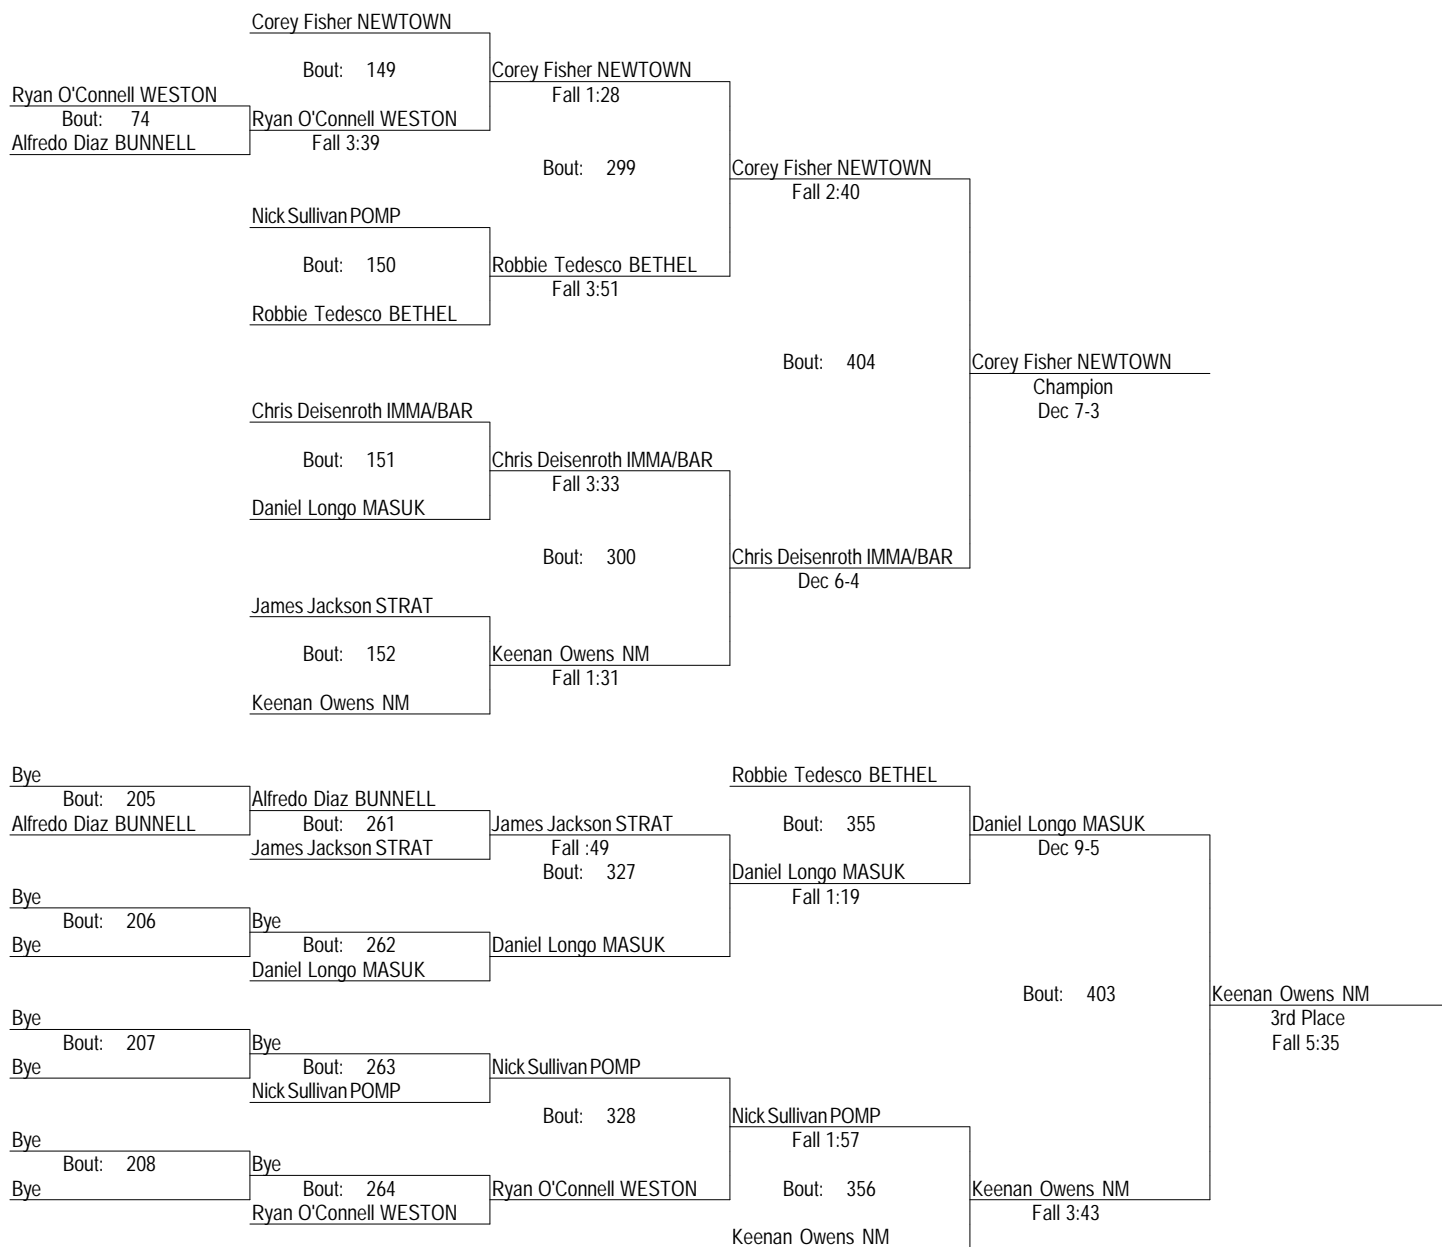 Corey Fisher NEWTOWN
Bout: 149
Corey Fisher NEWTOWN
Ryan O'Connell WESTON
Fall 1:28
Bout: 74
Ryan O'Connell WESTON
Alfredo Diaz BUNNELL
Fall 3:39
Bout: 299
Corey Fisher NEWTOWN
Fall 2:40
Nick Sullivan POMP
Bout: 150
Robbie Tedesco BETHEL
Fall 3:51
Robbie Tedesco BETHEL
Bout: 404
Corey Fisher NEWTOWN
Champion
Dec 7-3
Chris Deisenroth IMMA/BAR
Bout: 151
Chris Deisenroth IMMA/BAR
Fall 3:33
Daniel Longo MASUK
Bout: 300
Chris Deisenroth IMMA/BAR
Dec 6-4
James Jackson STRAT
Bout: 152
Keenan Owens NM
Fall 1:31
Keenan Owens NM
Bye
Robbie Tedesco BETHEL
Bout: 205
Alfredo Diaz BUNNELL
Alfredo Diaz BUNNELL
Bout: 261
James Jackson STRAT
Bout: 355
Daniel Longo MASUK
James Jackson STRAT
Fall :49
Dec 9-5
Bout: 327
Daniel Longo MASUK
Fall 1:19
Bye
Bout: 206
Bye
Bye
Bout: 262
Daniel Longo MASUK
Daniel Longo MASUK
Bout: 403
Keenan Owens NM
3rd Place
Fall 5:35
Bye
Bout: 207
Bye
Bye
Bout: 263
Nick Sullivan POMP
Nick Sullivan POMP
Bout: 328
Nick Sullivan POMP
Fall 1:57
Bye
Bout: 208
Bye
Bye
Bout: 264
Ryan O'Connell WESTON
Bout: 356
Keenan Owens NM
Ryan O'Connell WESTON
Fall 3:43
Keenan Owens NM